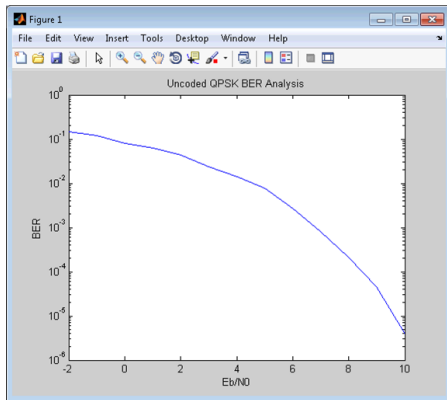 Figure 1
File Edit View Insert Tools Desktop Window Help
Uncoded QPSK BER Analysis
10^0
10^-1
10^-2
10^-3
10^-4
10^-5
10^-6
BER
-2 0 2 4 6 8 10
Eb/N0